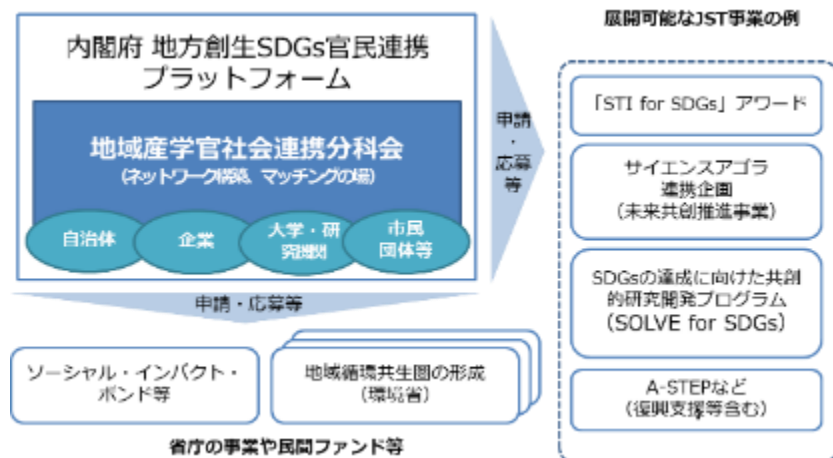 内閣府 地方創生SDGs官民連携
プラットフォーム
地域産学官社会連携分科会
(ネットワーク構築、マッチングの場)
自治体
企業
大学・研
究機関
市民
団体等
申請
・
応募
等
申請・応募等
ソーシャル・インパクト・
ボンド等
地域循環共生圏の形成
(環境省)
省庁の事業や民間ファンド等
展開可能なJST事業の例
「STI for SDGs」アワード
サイエンスアゴラ
連携企画
(未来共創推進事業)
SDGsの達成に向けた共創
的研究開発プログラム
(SOLVE for SDGs)
A-STEPなど
(復興支援等含む)